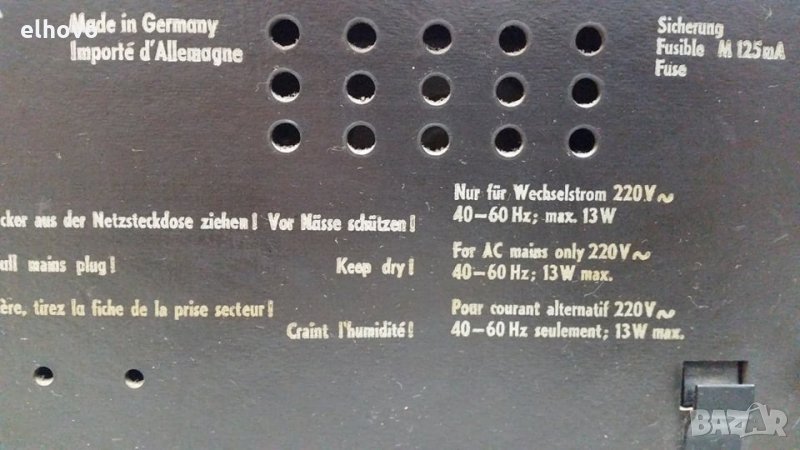 elhovo
Made in Germany
Importé d'Allemagne
Sicherung
Fusible M 125mA
Fuse
cker aus der Netzsteckdose ziehen! Vor Nässe schützen!
ull mains plug! Keep dry!
ère, tirez la fiche de la prise secteur!
Craint l'humidité!
Nur für Wechselstrom 220V~
40–60 Hz; max. 13W
For AC mains only 220V~
40–60 Hz; 13W max.
Pour courant alternatif 220V~
40–60 Hz seulement; 13W max.
BAZAR